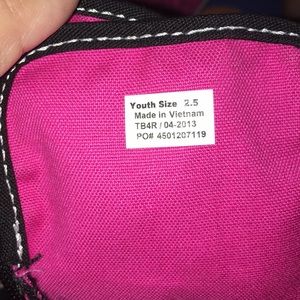 Youth Size 2.5
Made in Vietnam
TB4R / 04-2013
PO# 4501207119